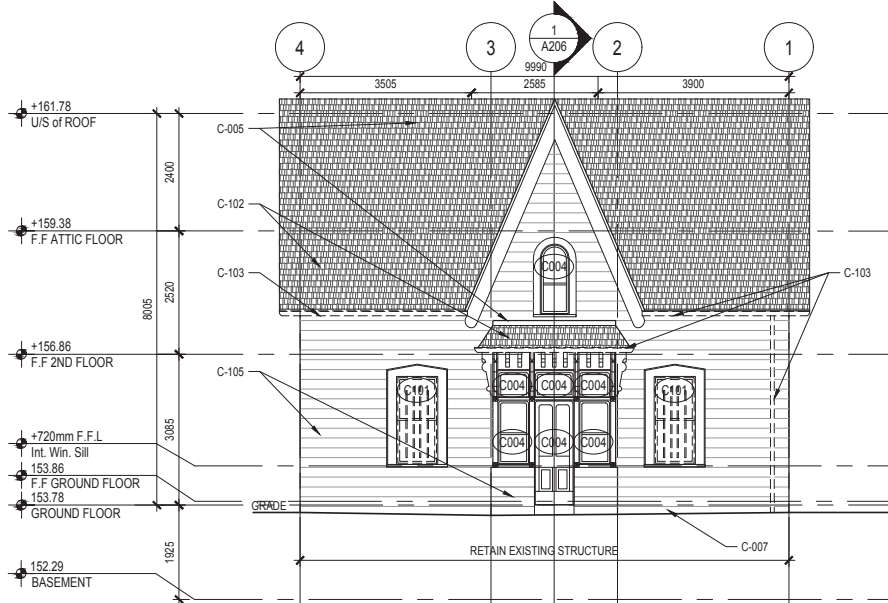 4
3
1
A206
2
1
9990
3505
2585
3900
+161.78
U/S of ROOF
C-005
2400
C-102
+159.38
F.F ATTIC FLOOR
C004
C-103
C-103
2520
8005
+156.86
F.F 2ND FLOOR
C-105
C101
C004
C004
C004
C101
3085
+720mm F.F.L
Int. Win. Sill
C004
C004
C004
153.86
F.F GROUND FLOOR
153.78
GROUND FLOOR
GRADE
1925
RETAIN EXISTING STRUCTURE
C-007
152.29
BASEMENT